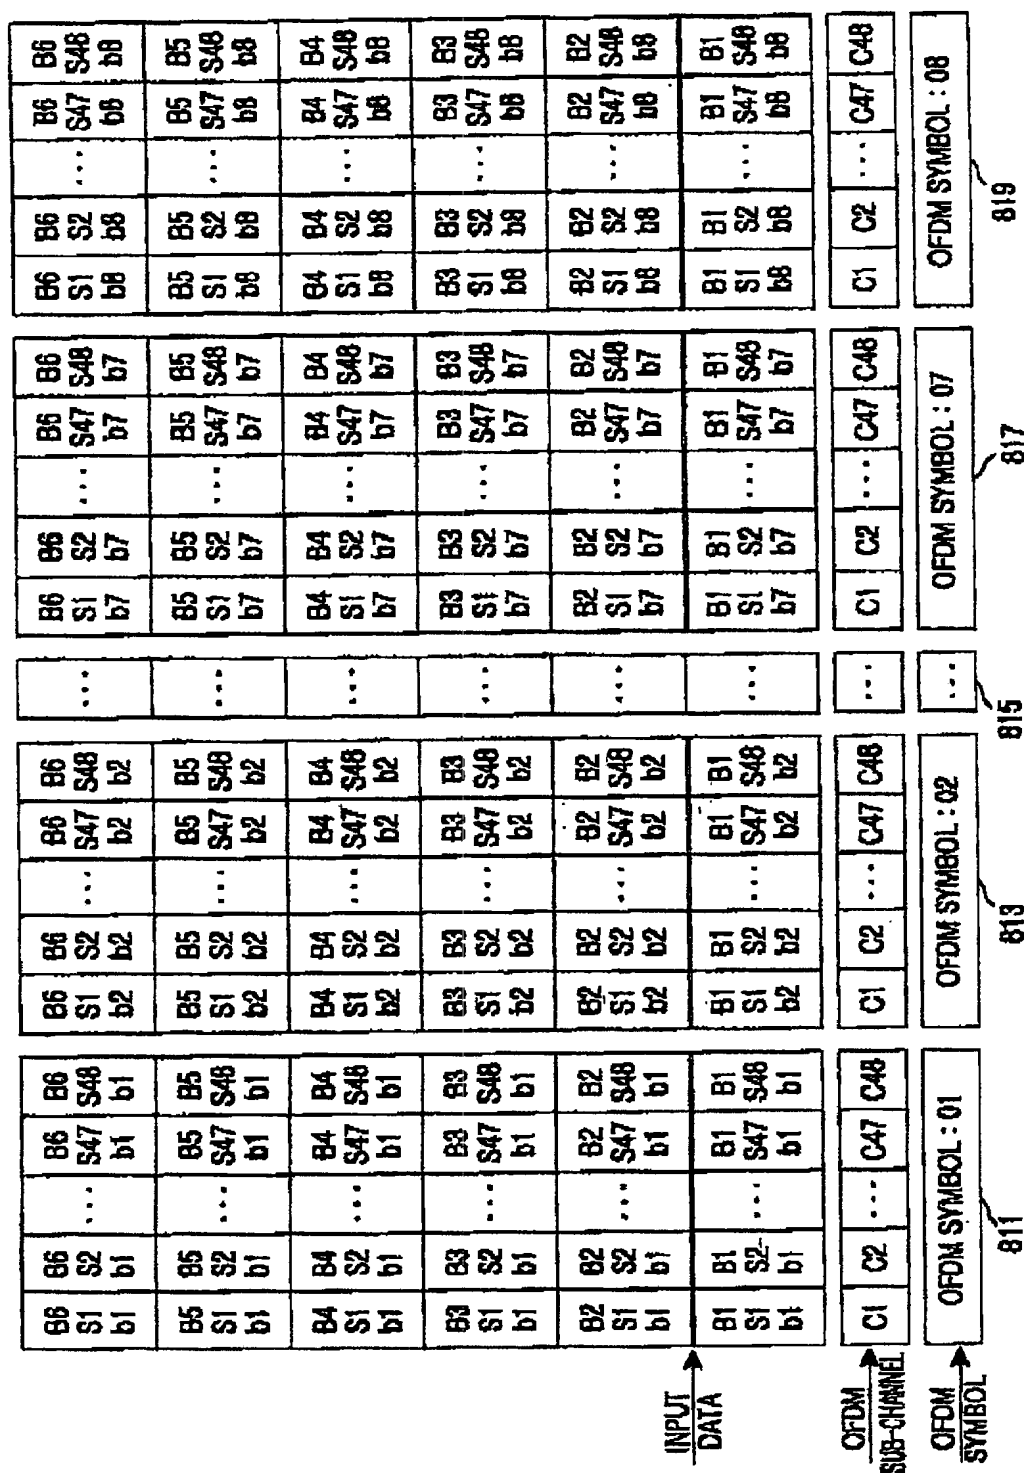 B6 B6 B6 B6 B6 B6 B6 B6 B6 B6 B6 B6 B6 B6 B6 B6
S1 S2 ... S47 S48 S1 S2 ... S47 S48 ... S1 S2 ... S47 S48 S1 S2 ... S47 S48
b1 b1 b1 b1 b2 b2 b2 b2 b7 b7 b7 b7 b8 b8 b8 b8
B5 B5 B5 B5 B5 B5 B5 B5 B5 B5 B5 B5 B5 B5 B5 B5
S1 S2 ... S47 S48 S1 S2 ... S47 S48 ... S1 S2 ... S47 S48 S1 S2 ... S47 S48
b1 b1 b1 b1 b2 b2 b2 b2 b7 b7 b7 b7 b8 b8 b8 b8
B4 B4 B4 B4 B4 B4 B4 B4 B4 B4 B4 B4 B4 B4 B4 B4
S1 S2 ... S47 S48 S1 S2 ... S47 S48 ... S1 S2 ... S47 S48 S1 S2 ... S47 S48
b1 b1 b1 b1 b2 b2 b2 b2 b7 b7 b7 b7 b8 b8 b8 b8
B3 B3 B3 B3 B3 B3 B3 B3 B3 B3 B3 B3 B3 B3 B3 B3
S1 S2 ... S47 S48 S1 S2 ... S47 S48 ... S1 S2 ... S47 S48 S1 S2 ... S47 S48
b1 b1 b1 b1 b2 b2 b2 b2 b7 b7 b7 b7 b8 b8 b8 b8
B2 B2 B2 B2 B2 B2 B2 B2 B2 B2 B2 B2 B2 B2 B2 B2
S1 S2 ... S47 S48 S1 S2 ... S47 S48 ... S1 S2 ... S47 S48 S1 S2 ... S47 S48
b1 b1 b1 b1 b2 b2 b2 b2 b7 b7 b7 b7 b8 b8 b8 b8
INPUT
DATA
B1 B1 B1 B1 B1 B1 B1 B1 B1 B1 B1 B1 B1 B1 B1 B1
S1 S2 ... S47 S48 S1 S2 ... S47 S48 ... S1 S2 ... S47 S48 S1 S2 ... S47 S48
b1 b1 b1 b1 b2 b2 b2 b2 b7 b7 b7 b7 b8 b8 b8 b8
OFDM
SUB-CHANNEL
C1 C2 ... C47 C48 C1 C2 ... C47 C48 ... C1 C2 ... C47 C48 C1 C2 ... C47 C48
OFDM
SYMBOL
OFDM SYMBOL : 01 OFDM SYMBOL : 02 ... OFDM SYMBOL : 07 OFDM SYMBOL : 08
811 813 815 817 819